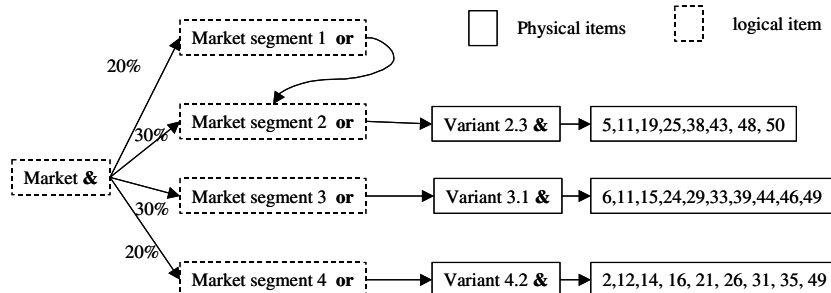 Market segment 1 or
Physical items
logical item
20%
Market segment 2 or
Variant 2.3 &
5,11,19,25,38,43, 48, 50
30%
Market &
Market segment 3 or
Variant 3.1 &
6,11,15,24,29,33,39,44,46,49
30%
20%
Market segment 4 or
Variant 4.2 &
2,12,14, 16, 21, 26, 31, 35, 49